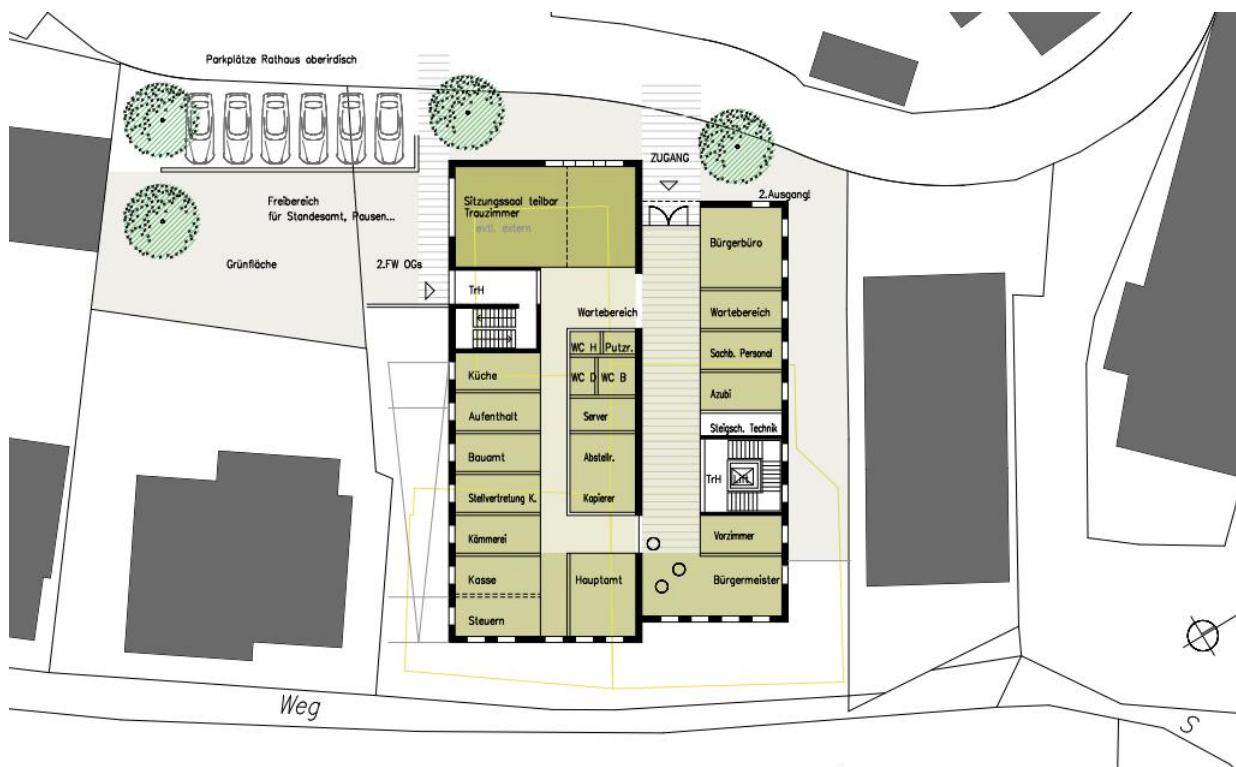 Parkplätze Rathaus oberirdisch
ZUGANG
2.Ausgang!
Freibereich
für Standesamt, Pausen...
Grünfläche
2.FW OGs
Sitzungssaal teilbar
Trauzimmer
evtl. extern
TrH
Wartebereich
WC H
Putzr.
WC D
WC B
Küche
Aufenthalt
Server
Bauamt
Abstellr.
Stellvertretung K.
Kopierer
Kämmerei
Kasse
Hauptamt
Steuern
Bürgerbüro
Wartebereich
Sachb. Personal
Azubi
Steigsch. Technik
TrH
Lift
Vorzimmer
Bürgermeister
Weg
S